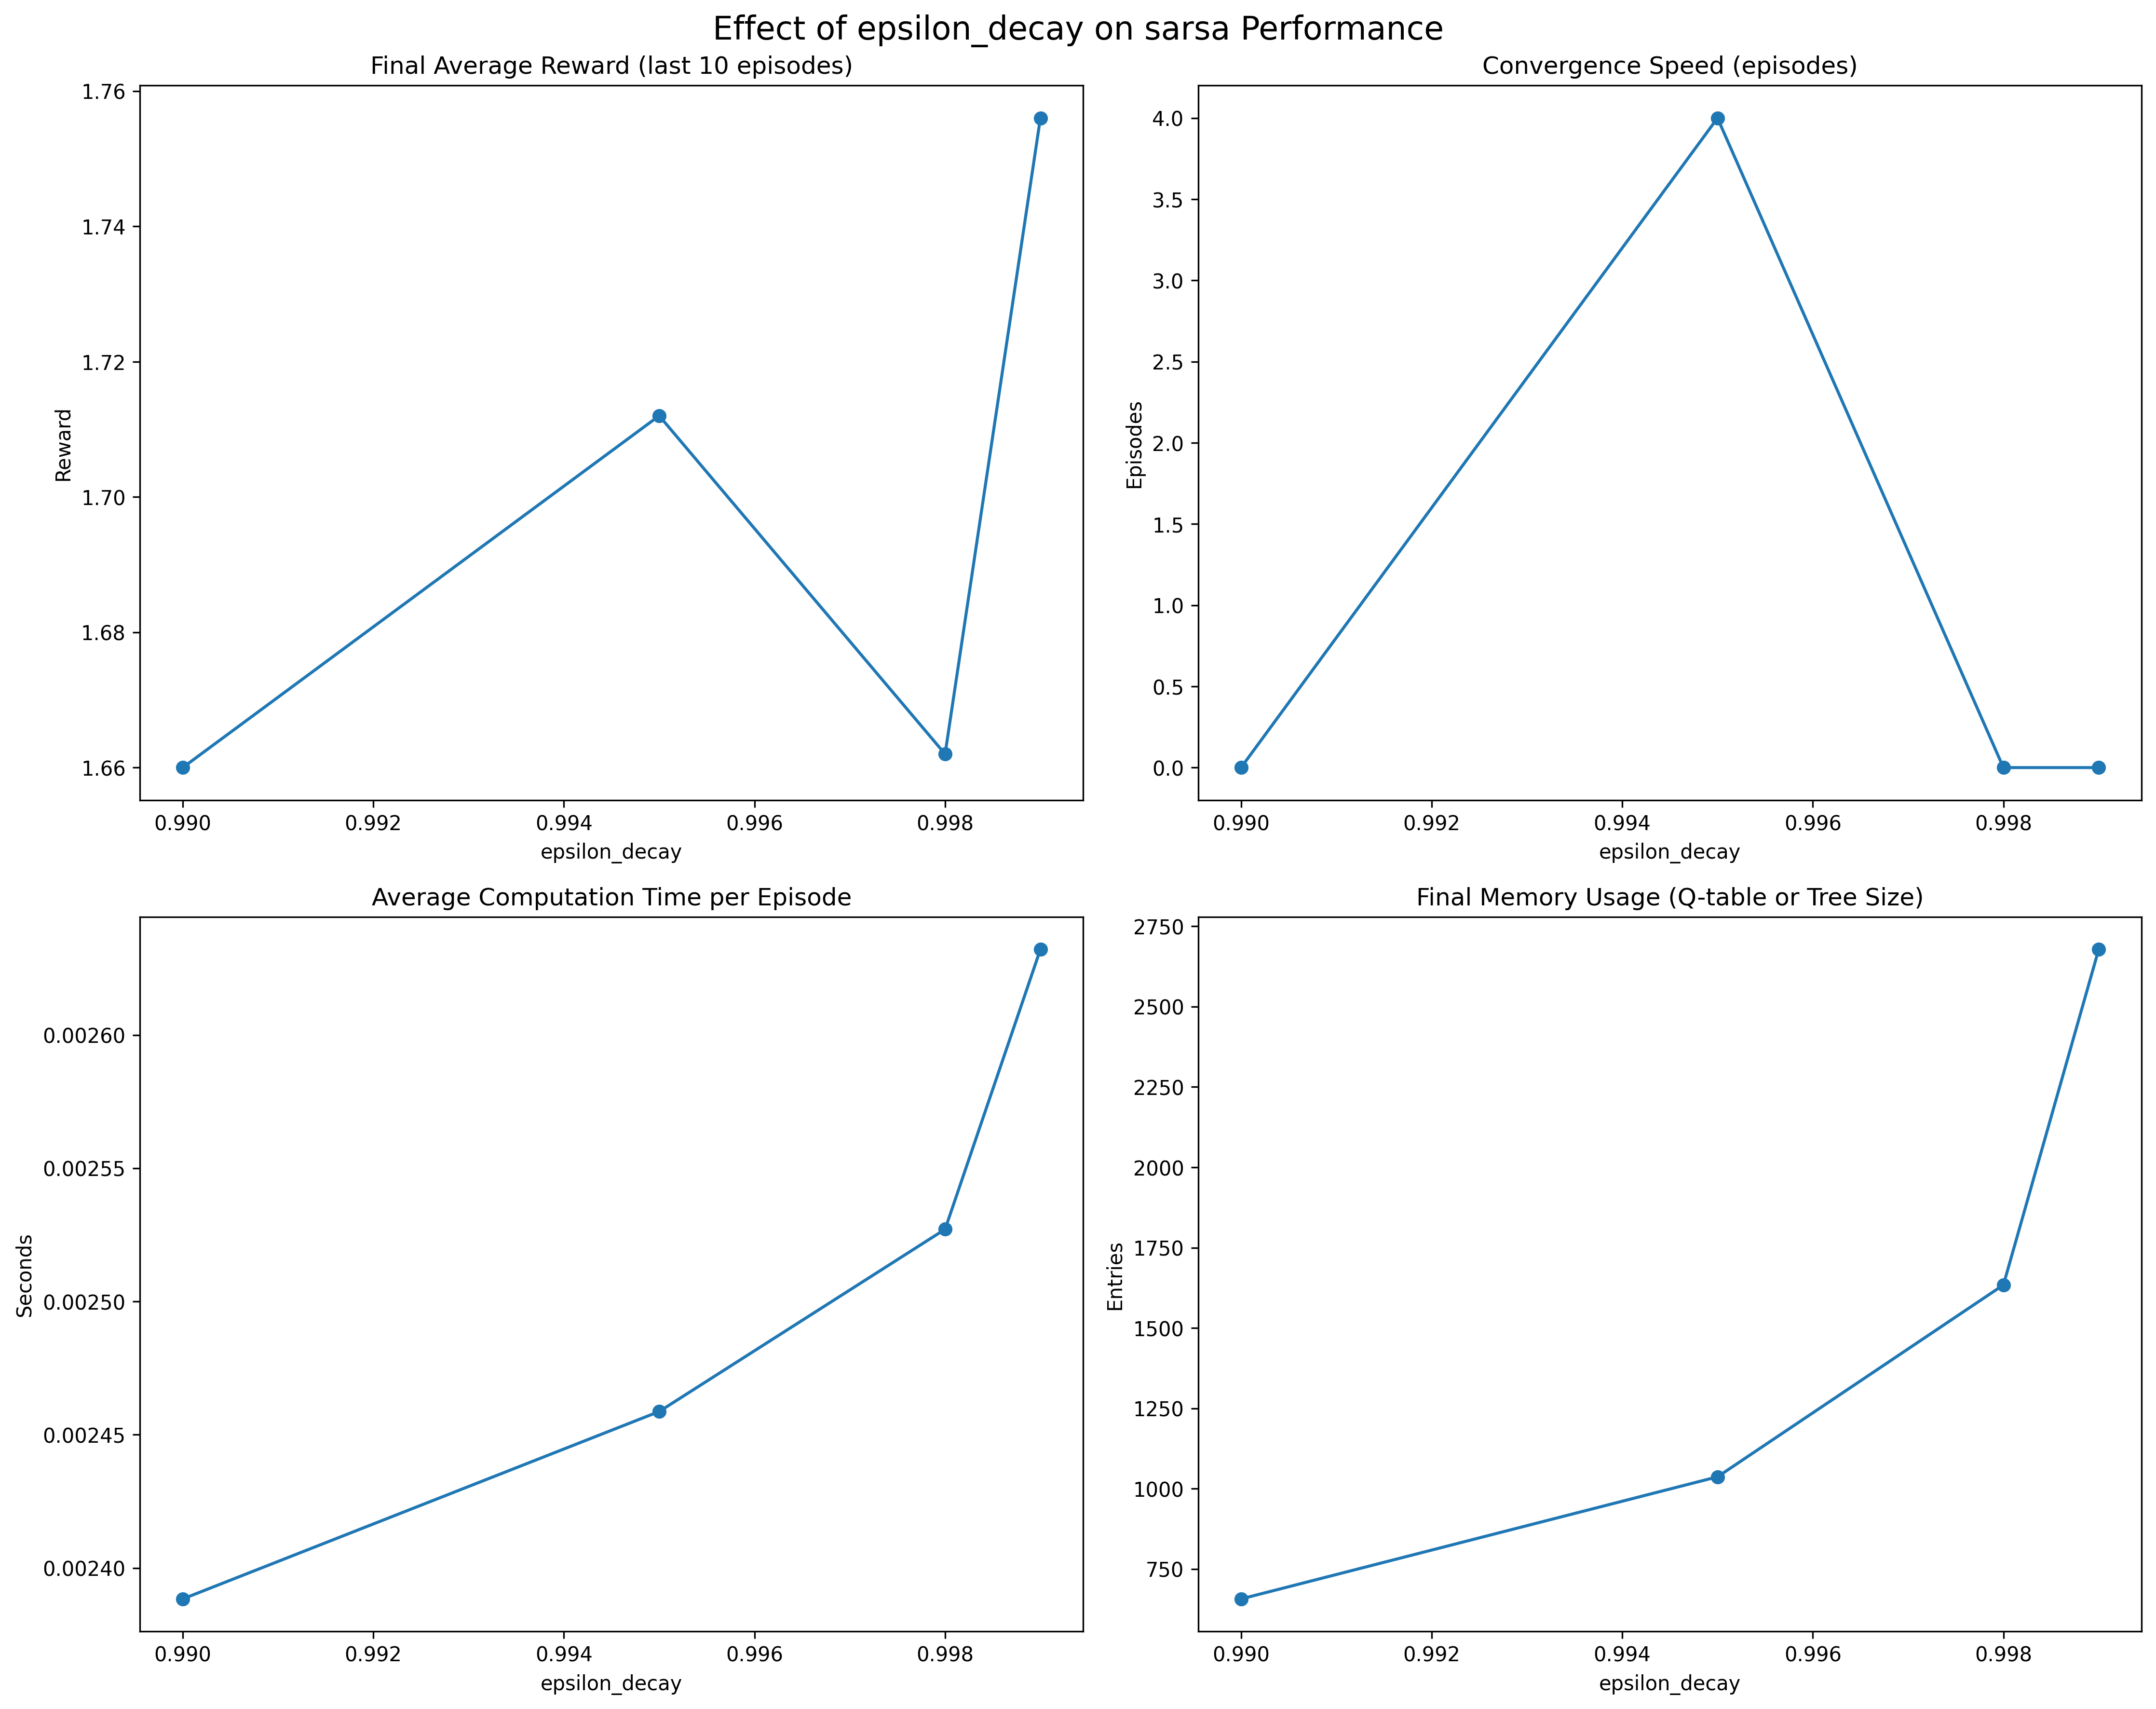 Effect of epsilon_decay on sarsa Performance
Final Average Reward (last 10 episodes)
1.76
1.74
1.72
1.70
1.68
1.66
Reward
0.990 0.992 0.994 0.996 0.998
epsilon_decay
Convergence Speed (episodes)
4.0
3.5
3.0
2.5
2.0
1.5
1.0
0.5
0.0
Episodes
0.990 0.992 0.994 0.996 0.998
epsilon_decay
Average Computation Time per Episode
0.00260
0.00255
0.00250
0.00245
0.00240
Seconds
0.990 0.992 0.994 0.996 0.998
epsilon_decay
Final Memory Usage (Q-table or Tree Size)
2750
2500
2250
2000
1750
1500
1250
1000
750
Entries
0.990 0.992 0.994 0.996 0.998
epsilon_decay